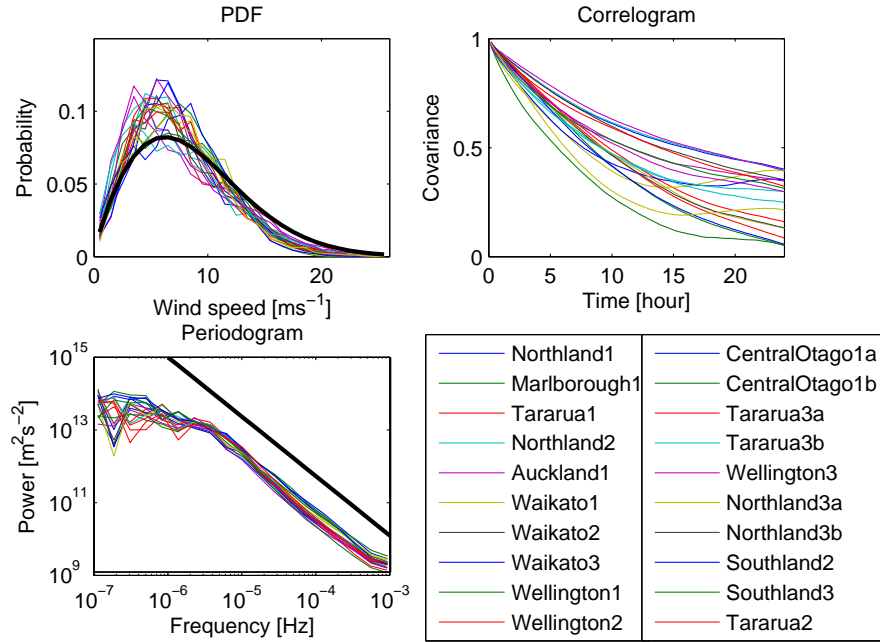 PDF
Probability
0.1
0.05
0
0 10 20
Wind speed [ms⁻¹]
Correlogram
Covariance
1
0.5
0
0 5 10 15 20
Time [hour]
Periodogram
Power [m²s⁻²]
10¹⁵
10¹³
10¹¹
10⁹
10⁻⁷ 10⁻⁶ 10⁻⁵ 10⁻⁴ 10⁻³
Frequency [Hz]
Northland1
Marlborough1
Tararua1
Northland2
Auckland1
Waikato1
Waikato2
Waikato3
Wellington1
Wellington2
CentralOtago1a
CentralOtago1b
Tararua3a
Tararua3b
Wellington3
Northland3a
Northland3b
Southland2
Southland3
Tararua2